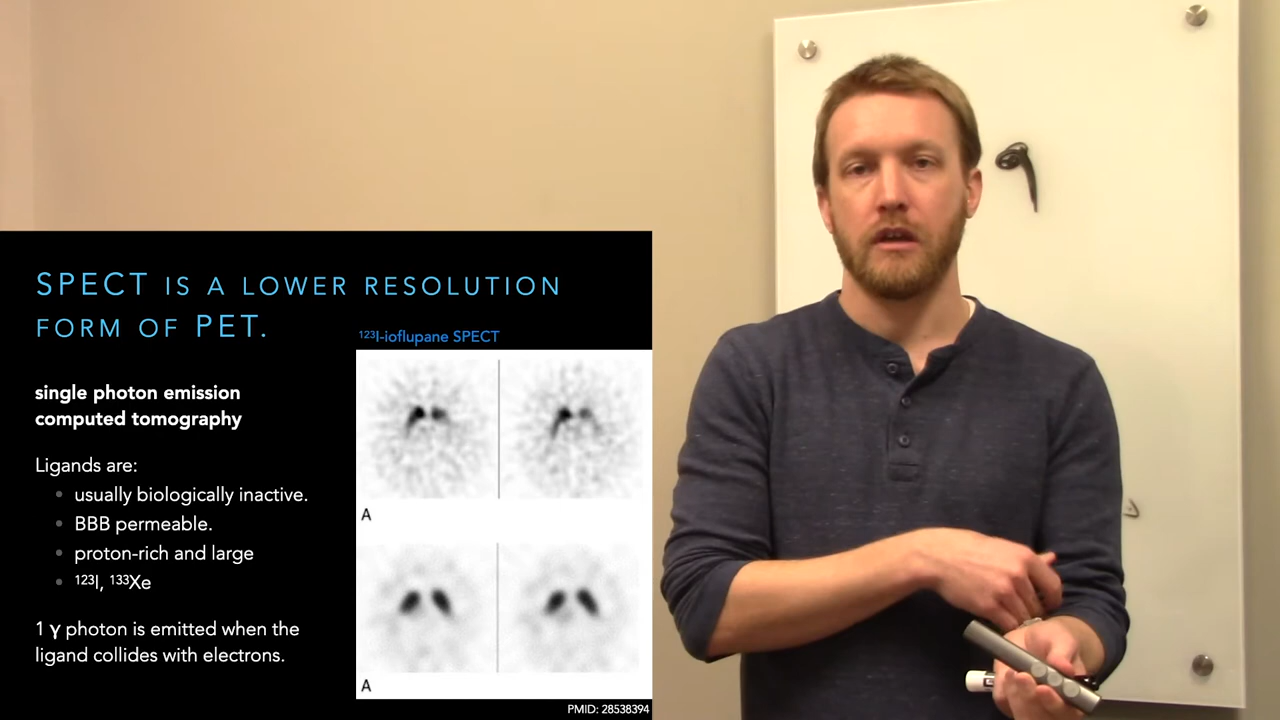 SPECT IS A LOWER RESOLUTION
FORM OF PET.
¹²³I-ioflupane SPECT
single photon emission
computed tomography
Ligands are:
• usually biologically inactive.
• BBB permeable.
• proton-rich and large
• ¹²³I, ¹³³Xe
1 γ photon is emitted when the
ligand collides with electrons.
A
A
PMID: 28538394